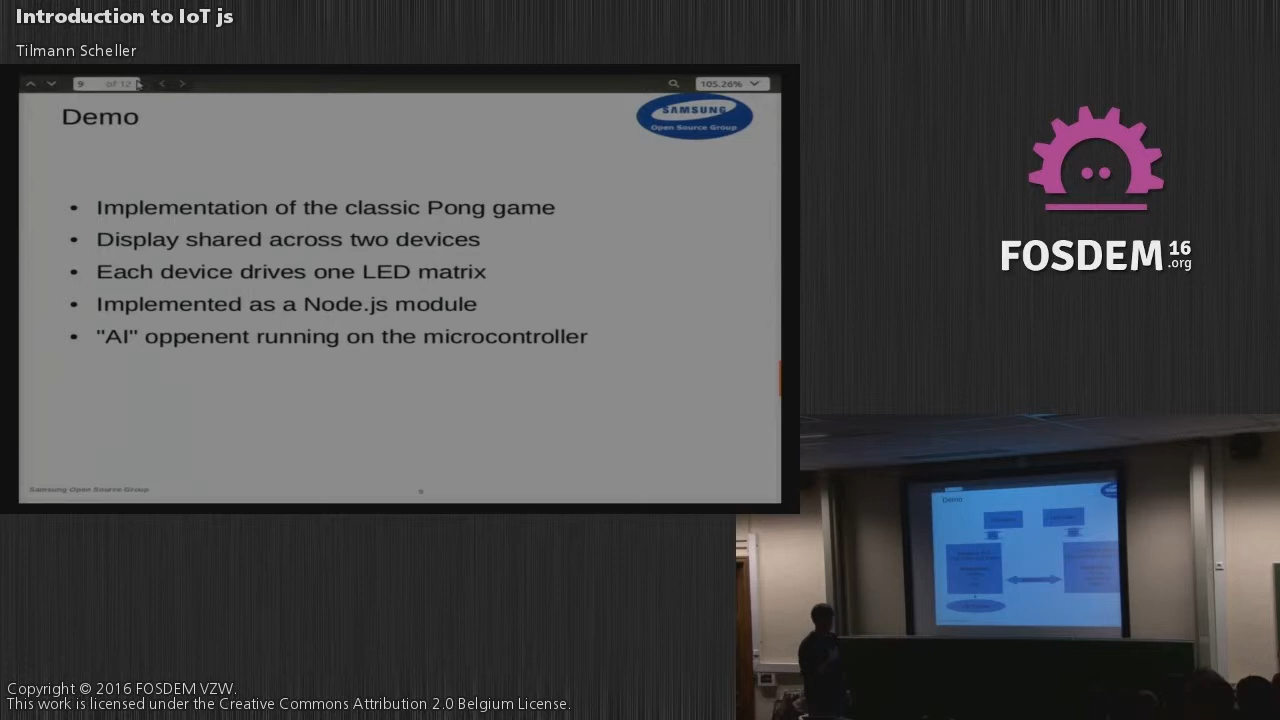 Introduction to IoT js
Tilmann Scheller
9 of 12
105.26%
Demo
SAMSUNG
Open Source Group
• Implementation of the classic Pong game
• Display shared across two devices
• Each device drives one LED matrix
• Implemented as a Node.js module
• "AI" oppenent running on the microcontroller
Samsung Open Source Group
FOSDEM 16
.org
Demo
Copyright © 2016 FOSDEM VZW.
This work is licensed under the Creative Commons Attribution 2.0 Belgium License.